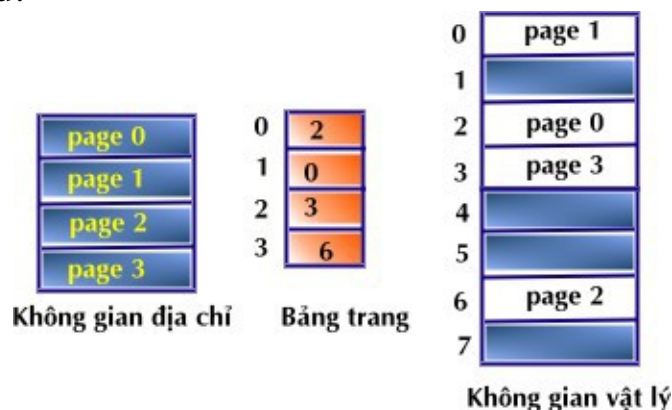 page 0
page 1
page 2
page 3
Không gian địa chỉ
0 2
1 0
2 3
3 6
Bảng trang
0 page 1
1
2 page 0
3 page 3
4
5
6 page 2
7
Không gian vật lý